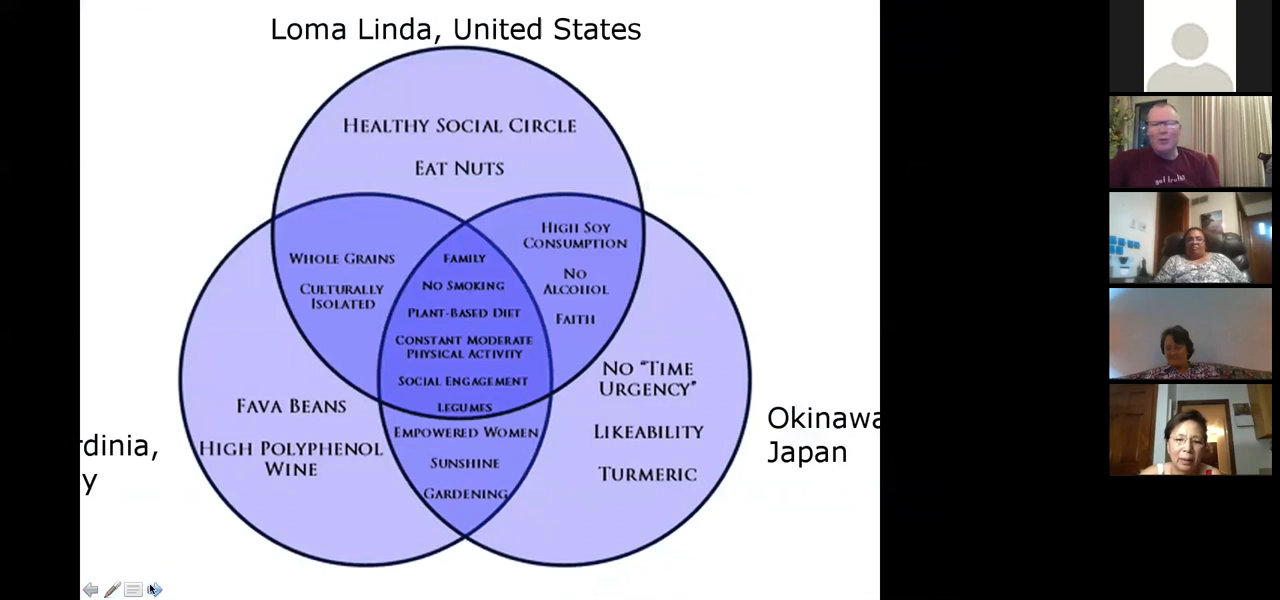 Loma Linda, United States
HEALTHY SOCIAL CIRCLE
EAT NUTS
WHOLE GRAINS
CULTURALLY
ISOLATED
FAMILY
NO SMOKING
PLANT-BASED DIET
CONSTANT MODERATE
PHYSICAL ACTIVITY
SOCIAL ENGAGEMENT
LEGUMES
HIGH SOY
CONSUMPTION
NO
ALCOHOL
FAITH
FAVA BEANS
HIGH POLYPHENOL
WINE
EMPOWERED WOMEN
SUNSHINE
GARDENING
NO “TIME
URGENCY”
LIKEABILITY
TURMERIC
rdinia,
y
Okinawa
Japan